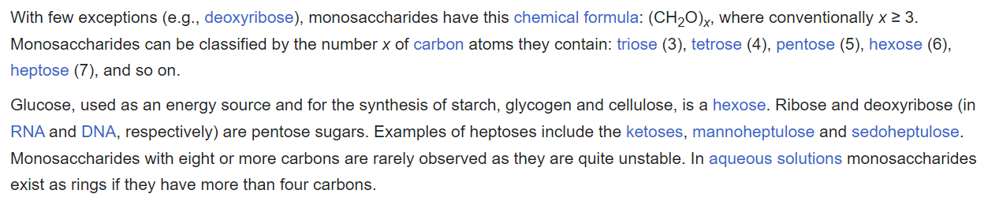 With few exceptions (e.g., deoxyribose), monosaccharides have this chemical formula: (CH₂O)ₓ, where conventionally x ≥ 3.
Monosaccharides can be classified by the number x of carbon atoms they contain: triose (3), tetrose (4), pentose (5), hexose (6),
heptose (7), and so on.
Glucose, used as an energy source and for the synthesis of starch, glycogen and cellulose, is a hexose. Ribose and deoxyribose (in
RNA and DNA, respectively) are pentose sugars. Examples of heptoses include the ketoses, mannoheptulose and sedoheptulose.
Monosaccharides with eight or more carbons are rarely observed as they are quite unstable. In aqueous solutions monosaccharides
exist as rings if they have more than four carbons.